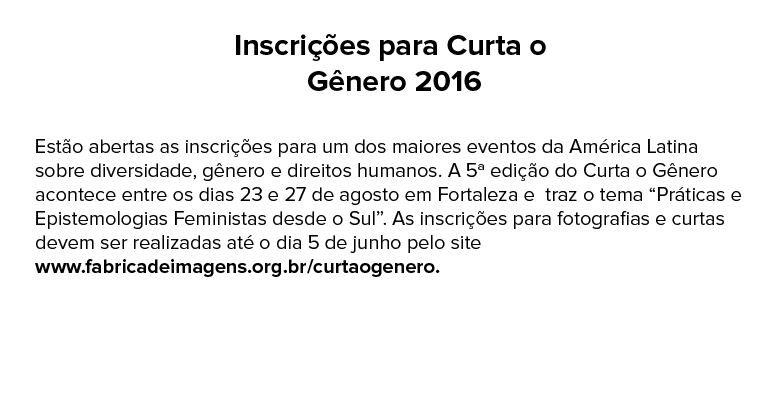 Inscrições para Curta o
Gênero 2016
Estão abertas as inscrições para um dos maiores eventos da América Latina
sobre diversidade, gênero e direitos humanos. A 5ª edição do Curta o Gênero
acontece entre os dias 23 e 27 de agosto em Fortaleza e  traz o tema “Práticas e
Epistemologias Feministas desde o Sul”. As inscrições para fotografias e curtas
devem ser realizadas até o dia 5 de junho pelo site
www.fabricadeimagens.org.br/curtaogenero.